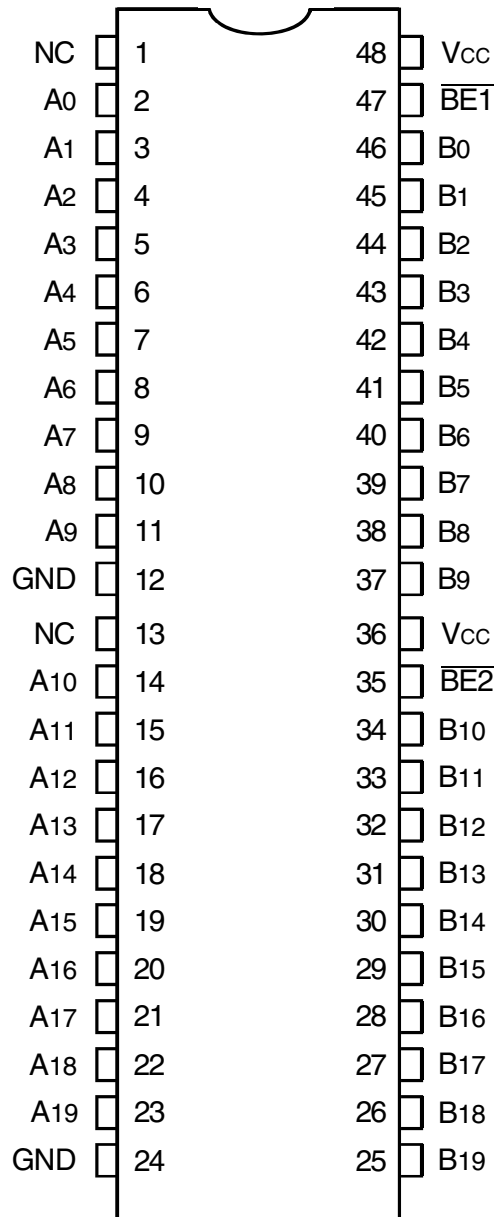 NC 1 48 VCC
A0 2 47 B̅E̅1̅
A1 3 46 B0
A2 4 45 B1
A3 5 44 B2
A4 6 43 B3
A5 7 42 B4
A6 8 41 B5
A7 9 40 B6
A8 10 39 B7
A9 11 38 B8
GND 12 37 B9
NC 13 36 VCC
A10 14 35 B̅E̅2̅
A11 15 34 B10
A12 16 33 B11
A13 17 32 B12
A14 18 31 B13
A15 19 30 B14
A16 20 29 B15
A17 21 28 B16
A18 22 27 B17
A19 23 26 B18
GND 24 25 B19